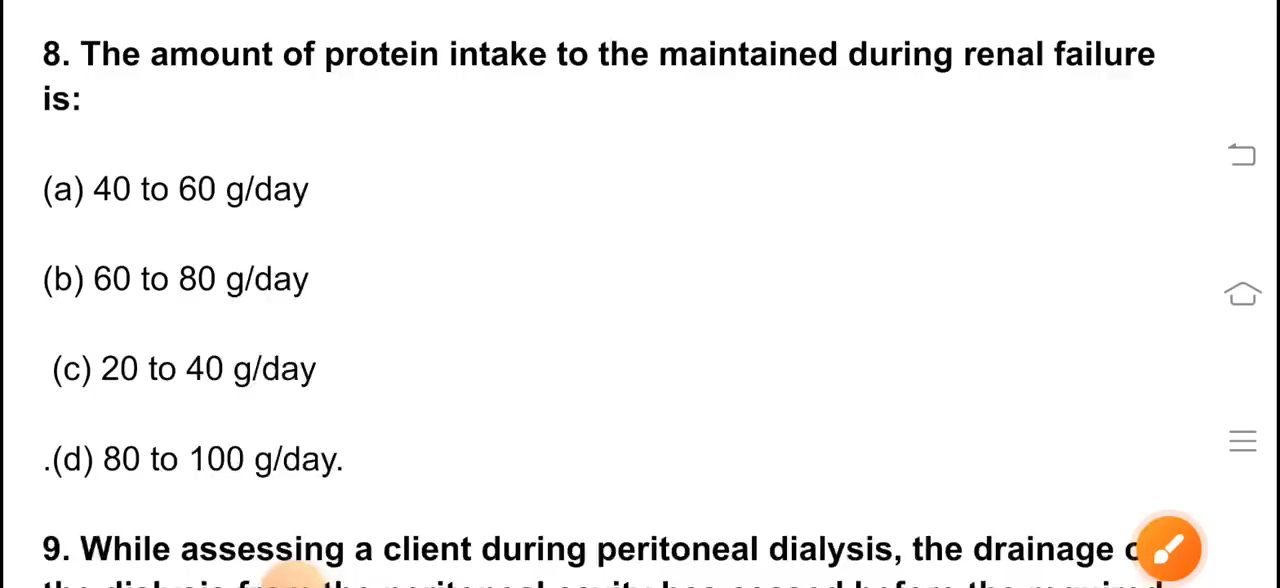 8. The amount of protein intake to the maintained during renal failure
is:
(a) 40 to 60 g/day
(b) 60 to 80 g/day
(c) 20 to 40 g/day
.(d) 80 to 100 g/day.
9. While assessing a client during peritoneal dialysis, the drainage